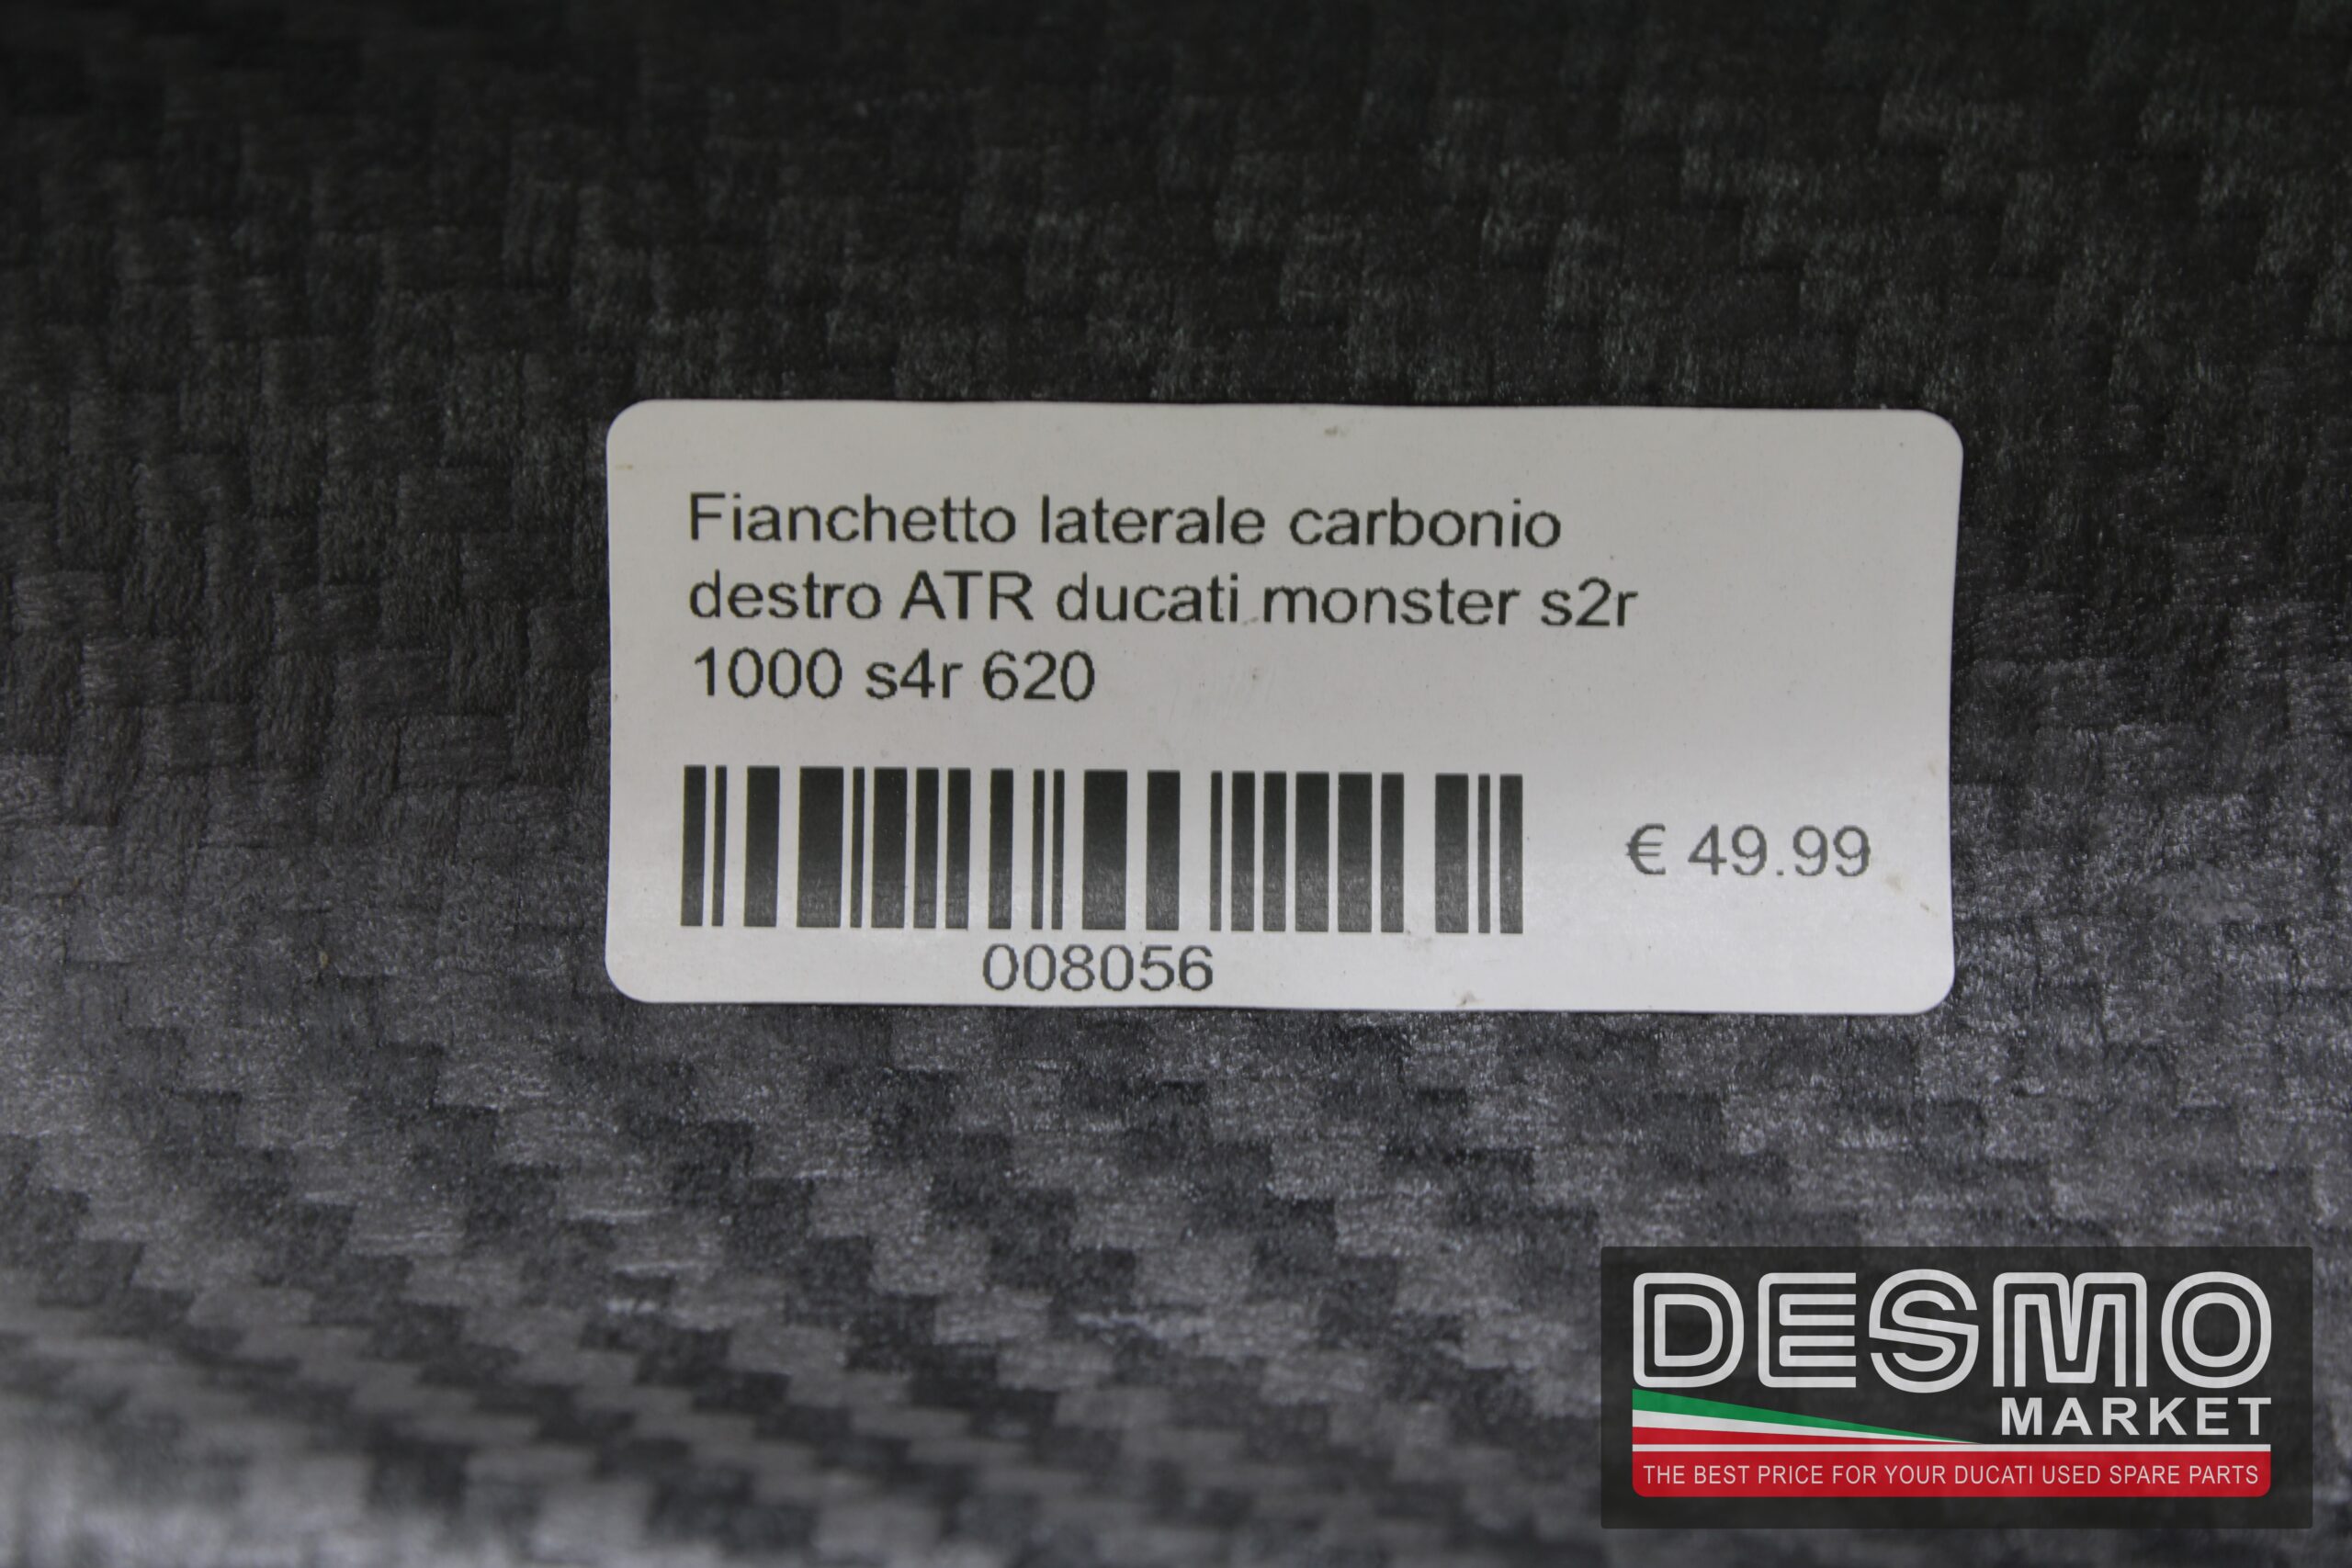 Fianchetto laterale carbonio
destro ATR ducati monster s2r
1000 s4r 620
€ 49.99
008056
DESMO
MARKET
THE BEST PRICE FOR YOUR DUCATI USED SPARE PARTS